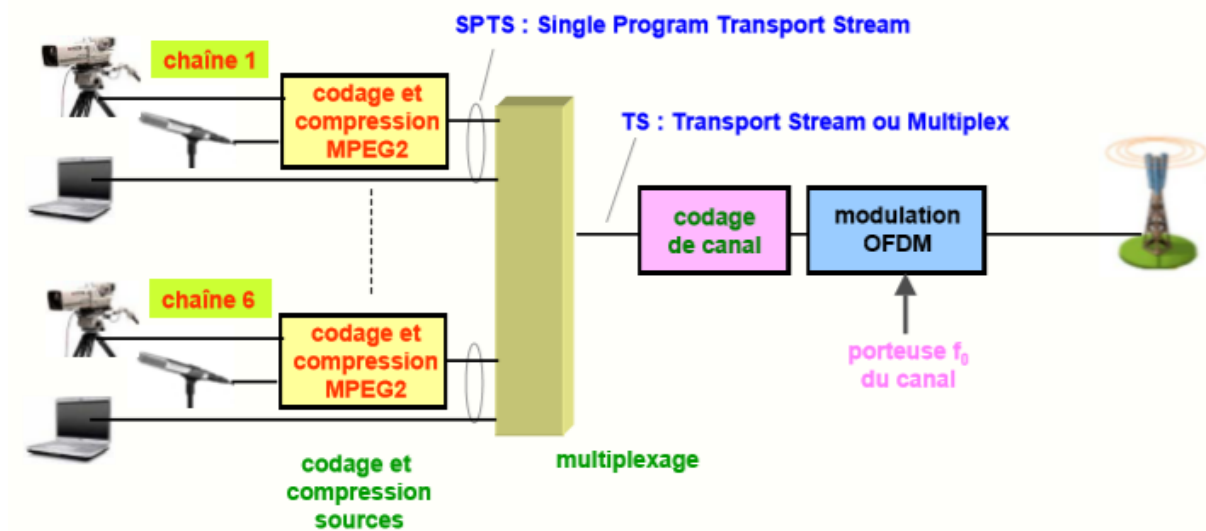 SPTS : Single Program Transport Stream
chaîne 1
codage et
compression
MPEG2
TS : Transport Stream ou Multiplex
codage
de canal
modulation
OFDM
chaîne 6
codage et
compression
MPEG2
porteuse f₀
du canal
codage et
compression
sources
multiplexage